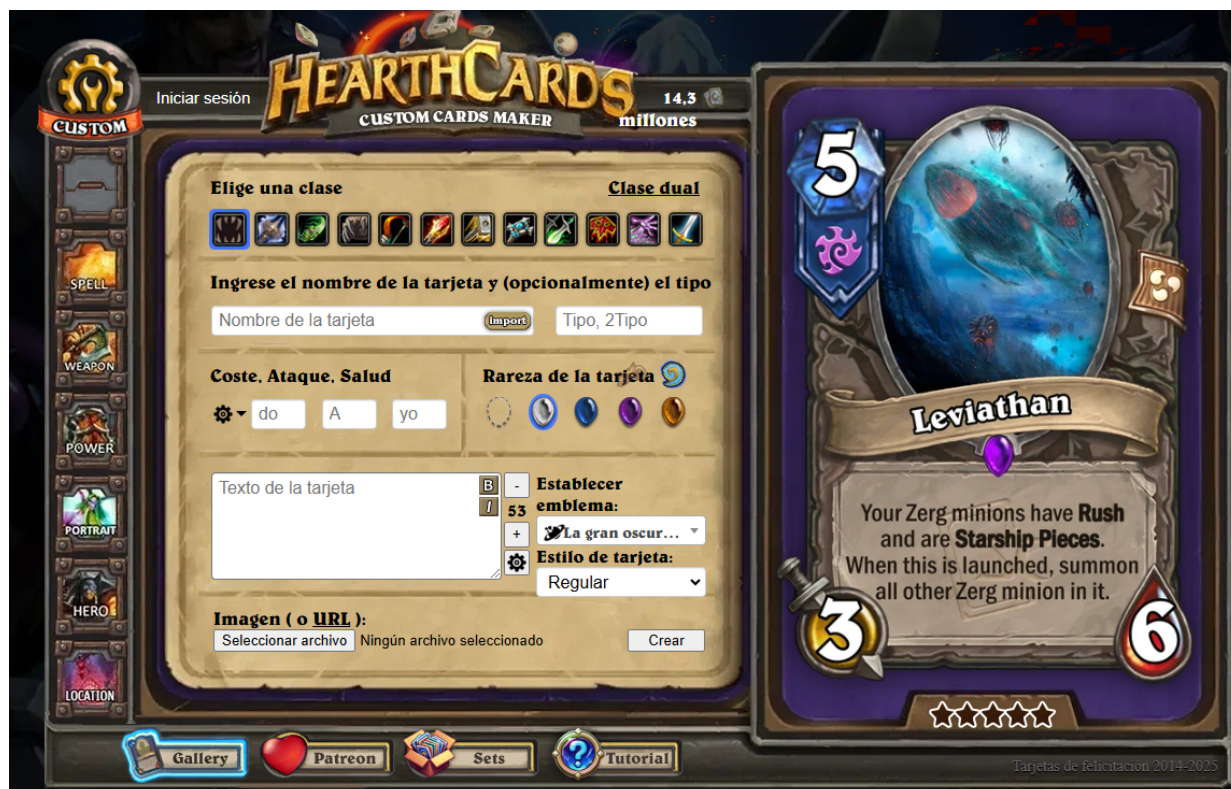 HEARTHCARDS
CUSTOM CARDS MAKER
Iniciar sesión
14,3
millones
CUSTOM
SPELL
WEAPON
POWER
PORTRAIT
HERO
LOCATION
Elige una clase
Clase dual
Ingrese el nombre de la tarjeta y (opcionalmente) el tipo
Nombre de la tarjeta
Import
Tipo, 2Tipo
Coste, Ataque, Salud
Rareza de la tarjeta
do
A
yo
Texto de la tarjeta
B
I
-
53
+
Establecer
emblema:
La gran oscur...
Estilo de tarjeta:
Regular
Imagen ( o URL ):
Seleccionar archivo Ningún archivo seleccionado
Crear
Gallery
Patreon
Sets
?
Tutorial
5
Leviathan
Your Zerg minions have Rush
and are Starship Pieces.
When this is launched, summon
all other Zerg minion in it.
3
6
Tarjetas de felicitación 2014-2025